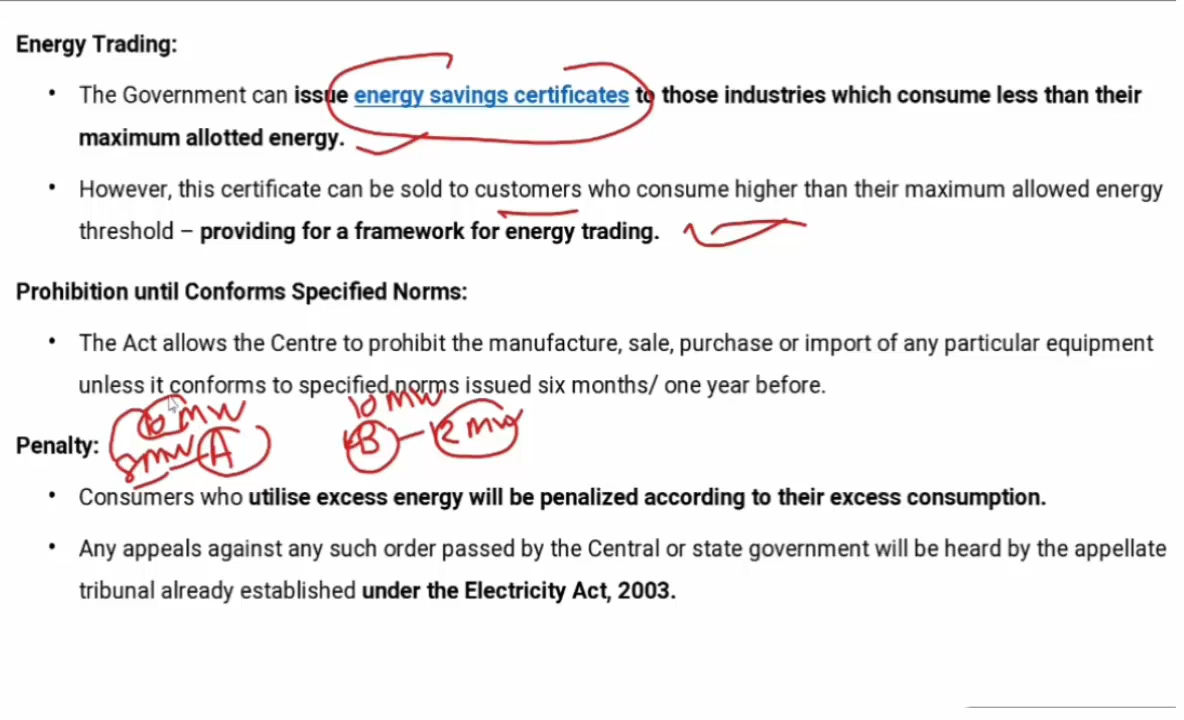 Energy Trading:
• The Government can issue energy savings certificates to those industries which consume less than their
maximum allotted energy.
• However, this certificate can be sold to customers who consume higher than their maximum allowed energy
threshold – providing for a framework for energy trading.
Prohibition until Conforms Specified Norms:
• The Act allows the Centre to prohibit the manufacture, sale, purchase or import of any particular equipment
unless it conforms to specified norms issued six months/ one year before.
10 MW 10 MW
Penalty: 8MW A B – 12 MW
• Consumers who utilise excess energy will be penalized according to their excess consumption.
• Any appeals against any such order passed by the Central or state government will be heard by the appellate
tribunal already established under the Electricity Act, 2003.